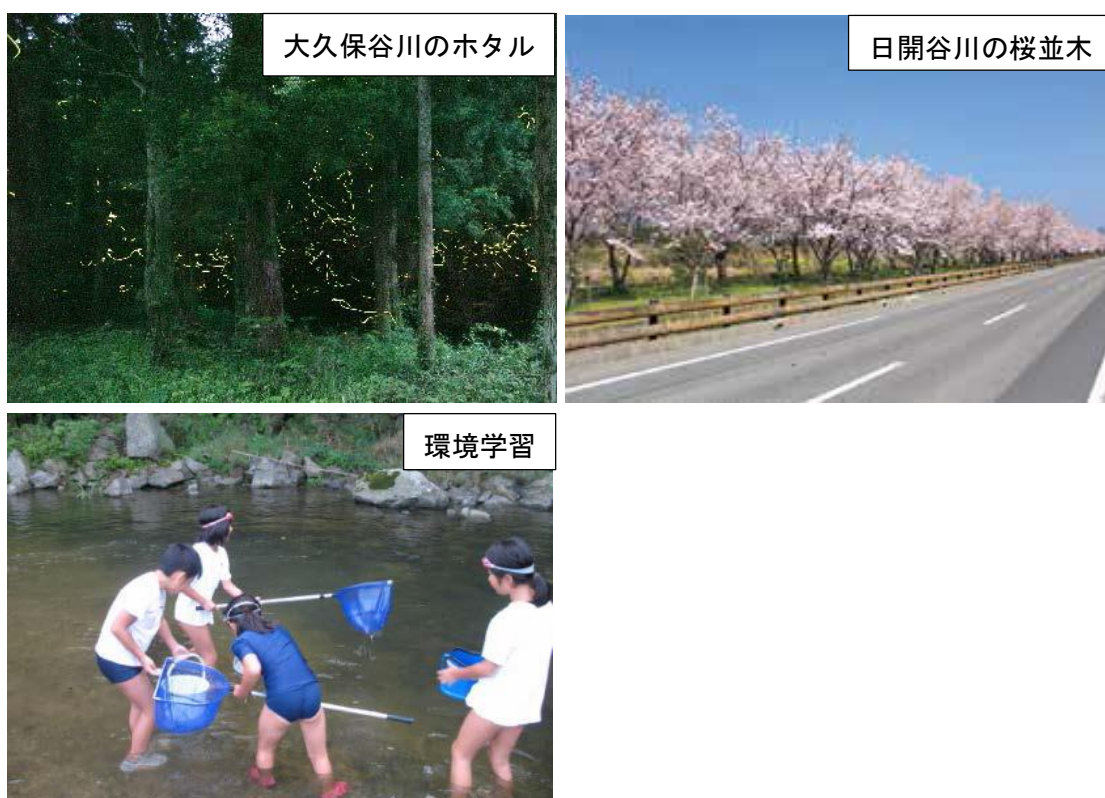 大久保谷川のホタル
日開谷川の桜並木
環境学習